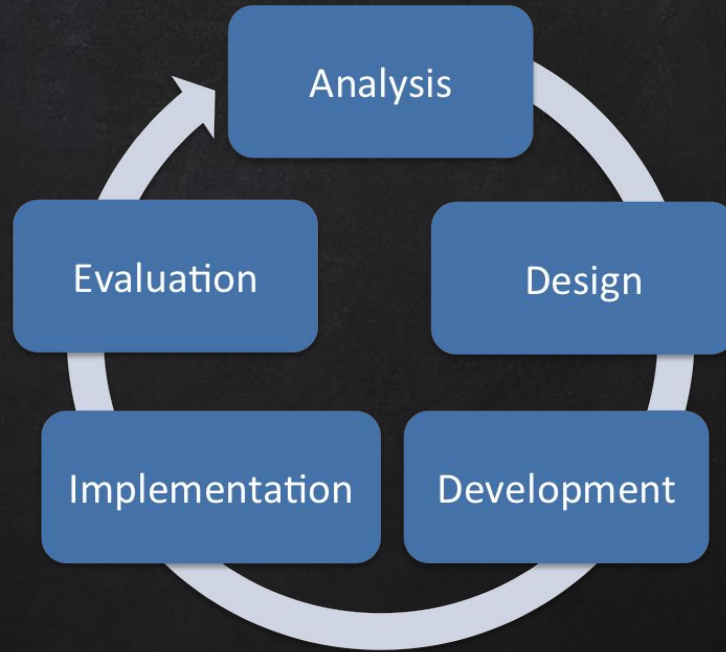 Analysis
Design
Development
Implementation
Evaluation